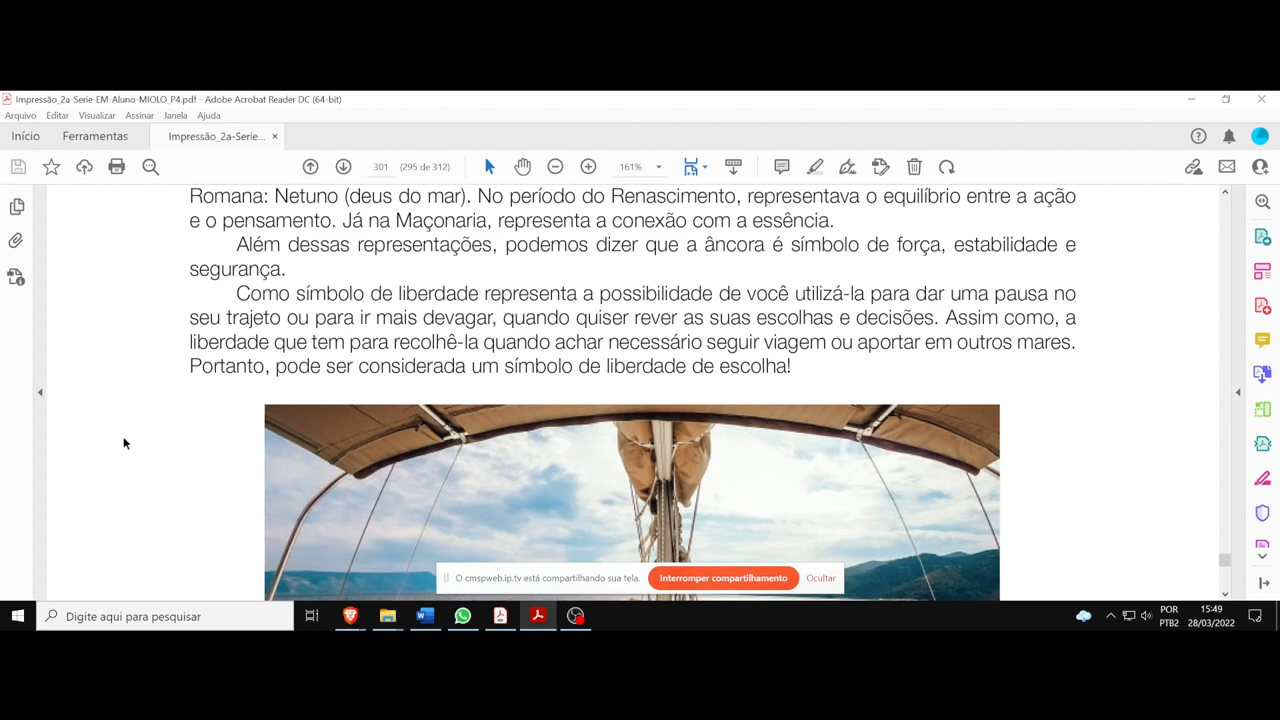 Impressão_2a-Serie-EM-Aluno-MIOLO_P4.pdf - Adobe Acrobat Reader DC (64-bit)
Arquivo Editar Visualizar Assinar Janela Ajuda
Início Ferramentas Impressão_2a-Serie... ×
301 (295 de 312) 161%
Romana: Netuno (deus do mar). No período do Renascimento, representava o equilíbrio entre a ação
e o pensamento. Já na Maçonaria, representa a conexão com a essência.
Além dessas representações, podemos dizer que a âncora é símbolo de força, estabilidade e
segurança.
Como símbolo de liberdade representa a possibilidade de você utilizá-la para dar uma pausa no
seu trajeto ou para ir mais devagar, quando quiser rever as suas escolhas e decisões. Assim como, a
liberdade que tem para recolhê-la quando achar necessário seguir viagem ou aportar em outros mares.
Portanto, pode ser considerada um símbolo de liberdade de escolha!
O cmspweb.ip.tv está compartilhando sua tela. Interromper compartilhamento Ocultar
Digite aqui para pesquisar
POR 15:49
PTB2 28/03/2022